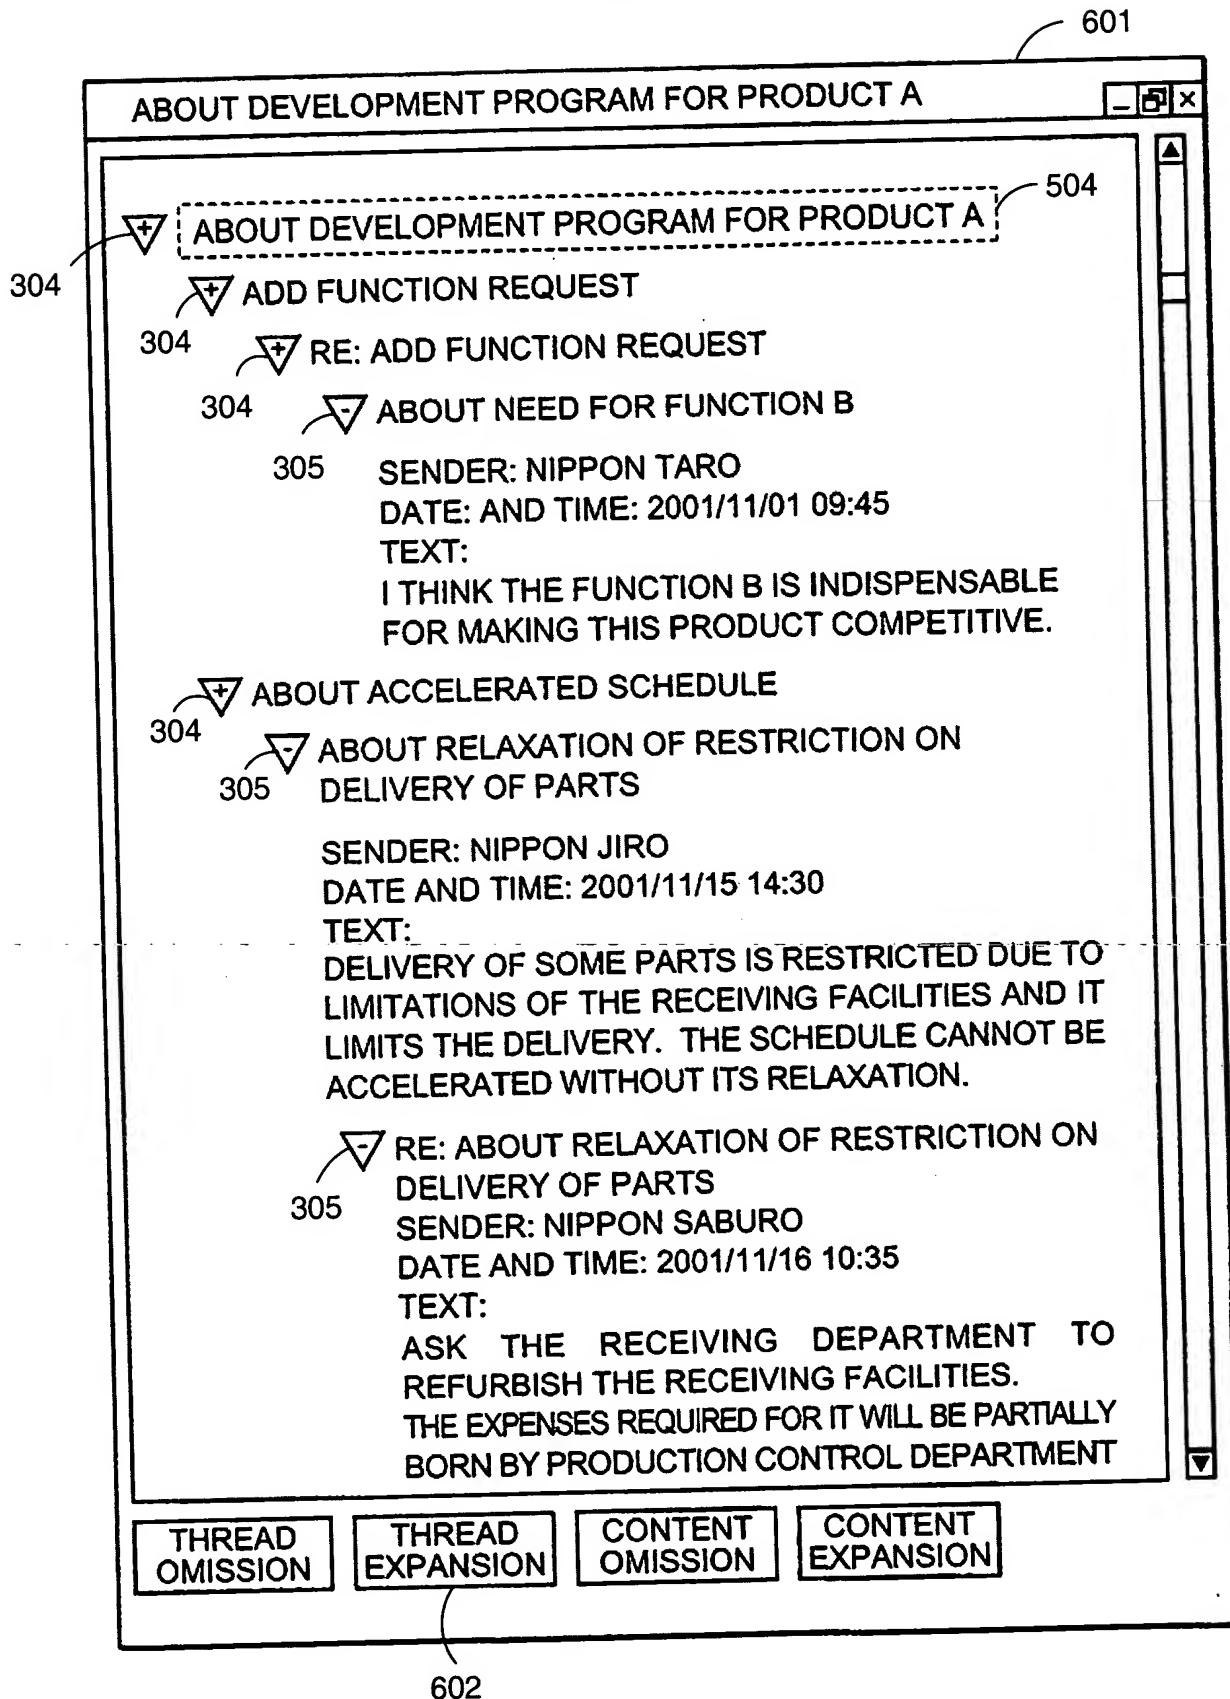 601
ABOUT DEVELOPMENT PROGRAM FOR PRODUCT A
504
+ ABOUT DEVELOPMENT PROGRAM FOR PRODUCT A
304
+ ADD FUNCTION REQUEST
304
+ RE: ADD FUNCTION REQUEST
304
- ABOUT NEED FOR FUNCTION B
305
SENDER: NIPPON TARO
DATE: AND TIME: 2001/11/01 09:45
TEXT:
I THINK THE FUNCTION B IS INDISPENSABLE
FOR MAKING THIS PRODUCT COMPETITIVE.
+ ABOUT ACCELERATED SCHEDULE
304
- ABOUT RELAXATION OF RESTRICTION ON
305
DELIVERY OF PARTS
SENDER: NIPPON JIRO
DATE AND TIME: 2001/11/15 14:30
TEXT:
DELIVERY OF SOME PARTS IS RESTRICTED DUE TO
LIMITATIONS OF THE RECEIVING FACILITIES AND IT
LIMITS THE DELIVERY. THE SCHEDULE CANNOT BE
ACCELERATED WITHOUT ITS RELAXATION.
- RE: ABOUT RELAXATION OF RESTRICTION ON
305
DELIVERY OF PARTS
SENDER: NIPPON SABURO
DATE AND TIME: 2001/11/16 10:35
TEXT:
ASK THE RECEIVING DEPARTMENT TO
REFURBISH THE RECEIVING FACILITIES.
THE EXPENSES REQUIRED FOR IT WILL BE PARTIALLY
BORN BY PRODUCTION CONTROL DEPARTMENT
THREAD
OMISSION
THREAD
EXPANSION
CONTENT
OMISSION
CONTENT
EXPANSION
602